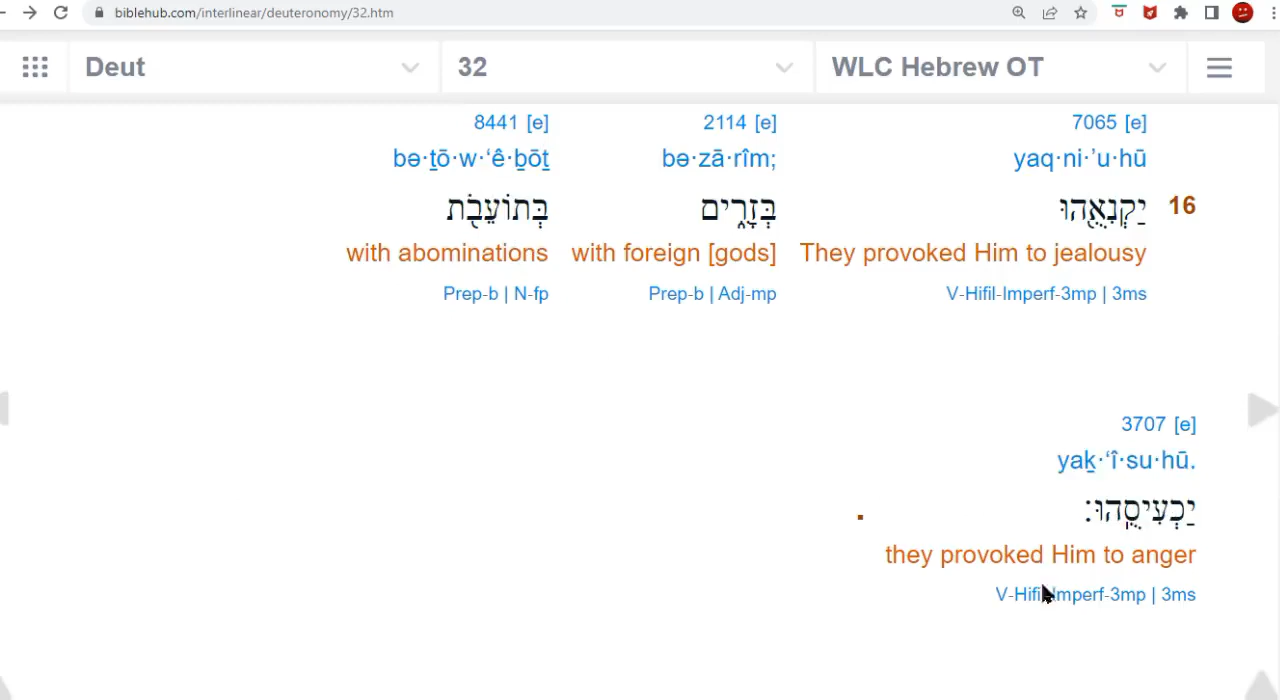 biblehub.com/interlinear/deuteronomy/32.htm
Deut 32 WLC Hebrew OT
8441 [e] 2114 [e] 7065 [e]
bə·ṯō·w·‘ê·ḇōṯ bə·zā·rîm; yaq·ni·’u·hū
16 יַקְנִאֻ֖הוּ בְּזָרִ֑ים בְּתוֹעֵבֹ֖ת
with abominations with foreign [gods] They provoked Him to jealousy
Prep-b | N-fp Prep-b | Adj-mp V-Hifil-Imperf-3mp | 3ms
3707 [e]
yaḵ·‘î·su·hū.
יַכְעִיסֻֽהוּ׃
.
they provoked Him to anger
V-Hifil-Imperf-3mp | 3ms